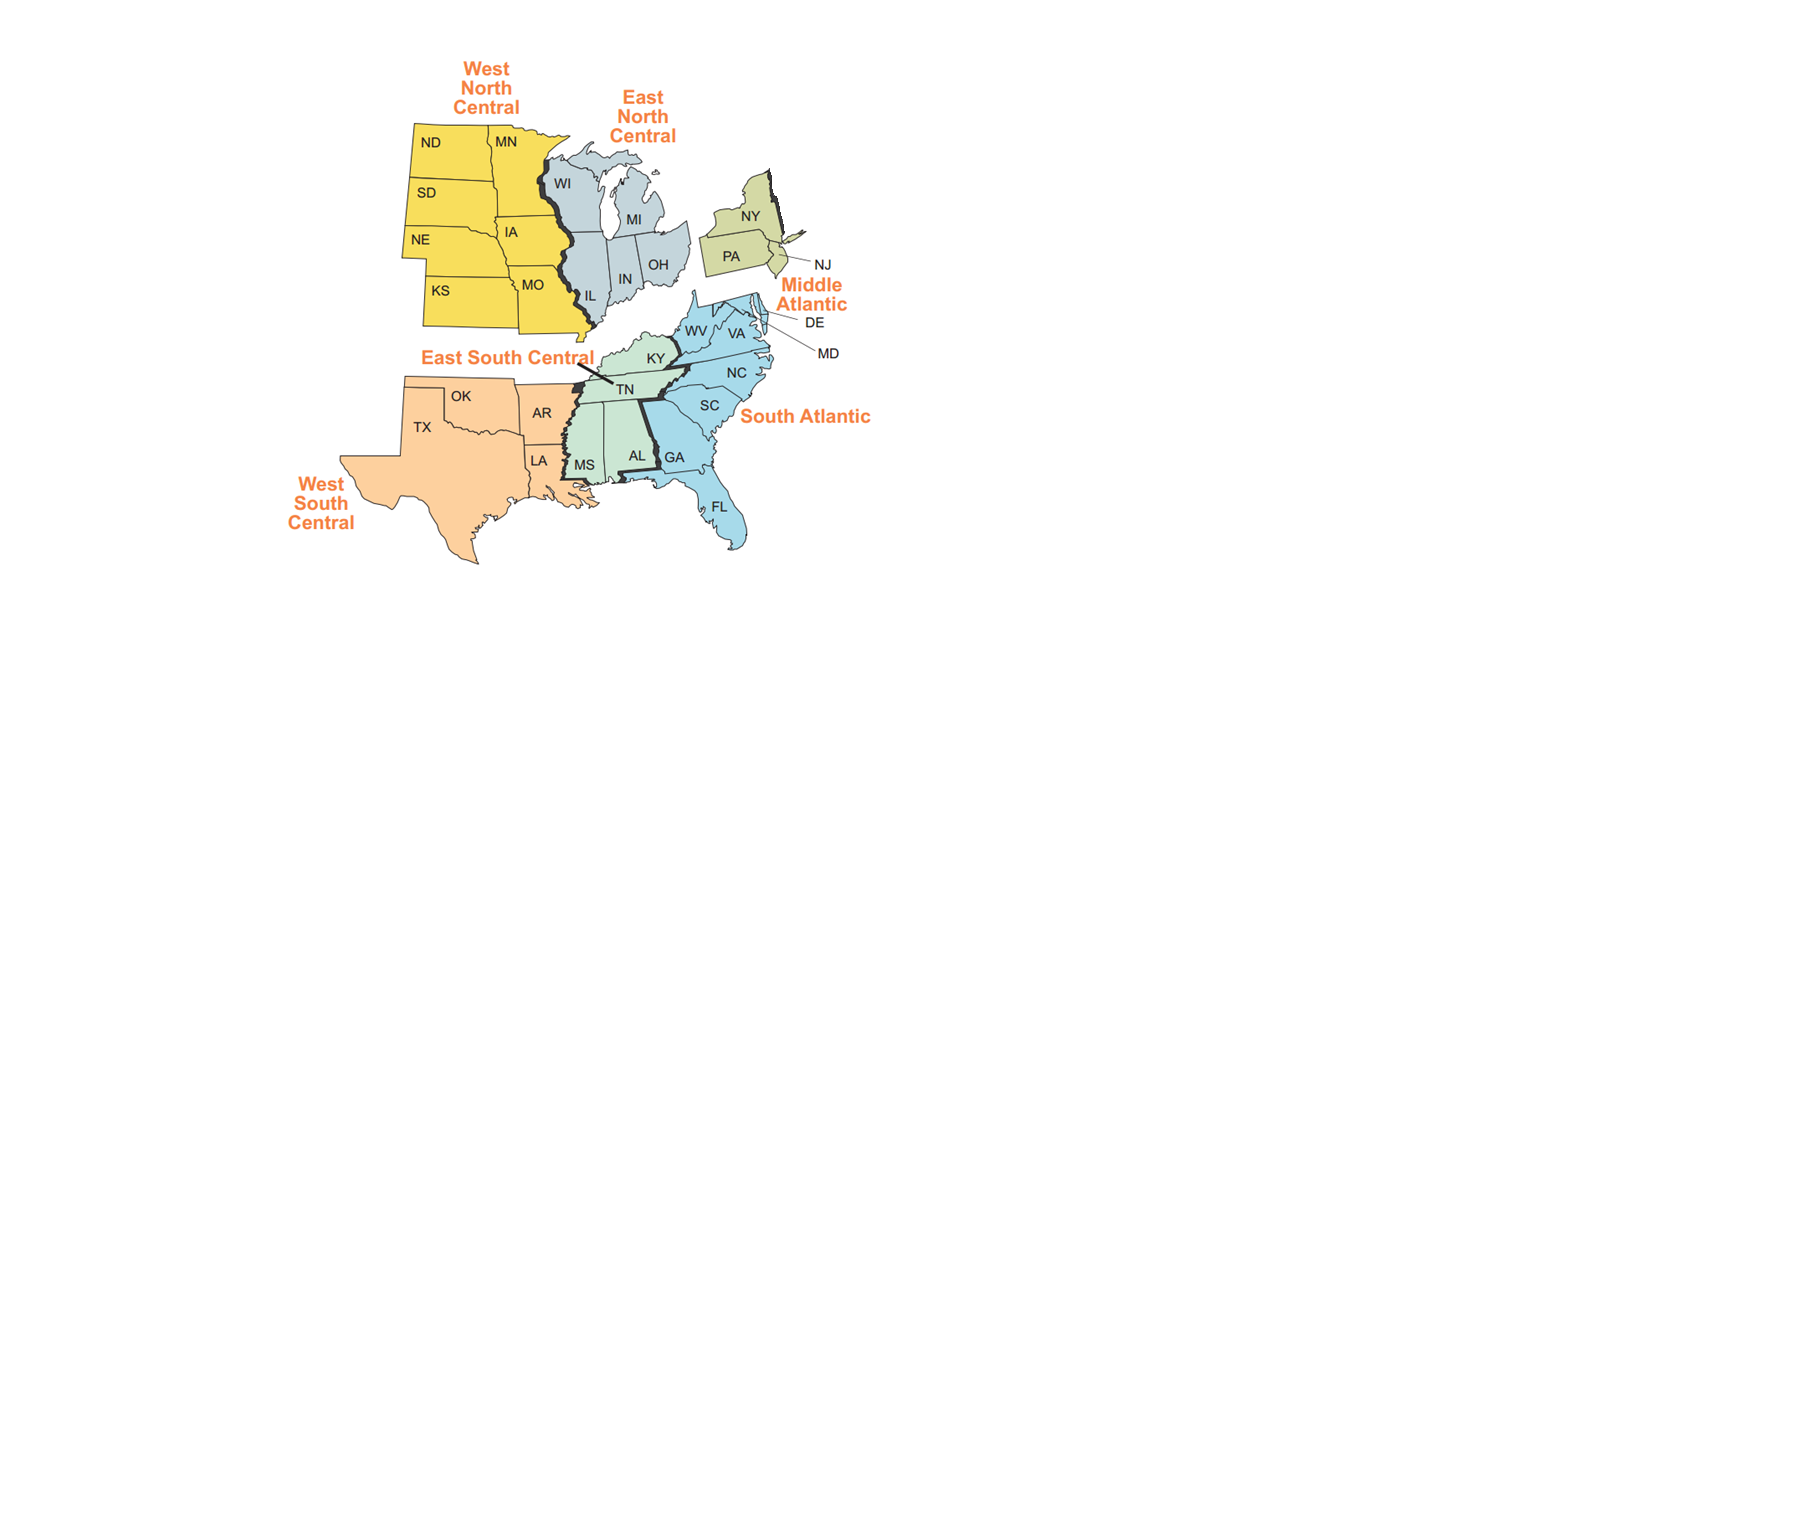 West
North
Central
East
North
Central
ND
MN
WI
SD
MI
NY
NE
IA
PA
OH
NJ
IN
KS
MO
IL
Middle
Atlantic
DE
WV
VA
MD
East South Central
KY
NC
TN
OK
SC
AR
South Atlantic
TX
LA
MS
AL
GA
West
South
Central
FL